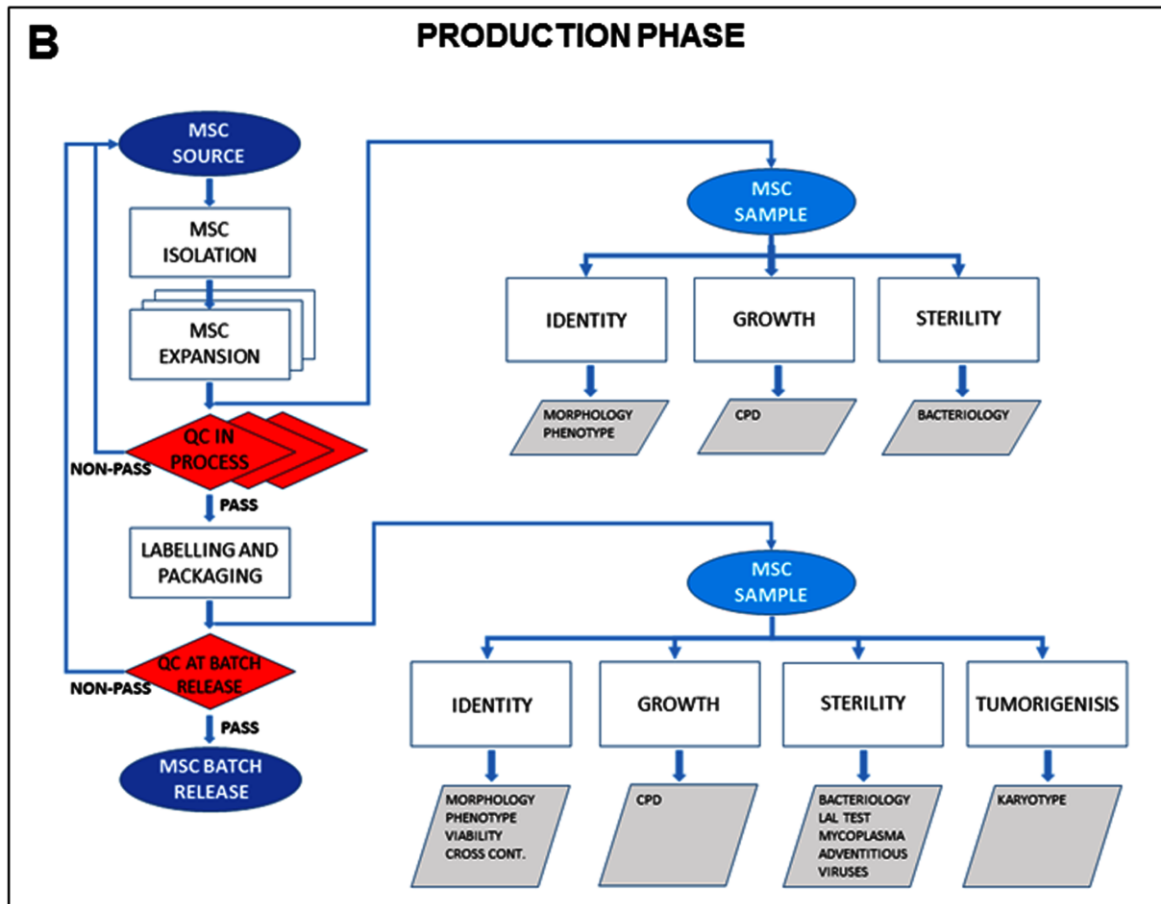 B
PRODUCTION PHASE
MSC
SOURCE
MSC
ISOLATION
MSC
EXPANSION
QC IN
PROCESS
NON-PASS
PASS
LABELLING AND
PACKAGING
QC AT BATCH
RELEASE
NON-PASS
PASS
MSC BATCH
RELEASE
MSC
SAMPLE
IDENTITY
GROWTH
STERILITY
MORPHOLOGY
PHENOTYPE
CPD
BACTERIOLOGY
MSC
SAMPLE
IDENTITY
GROWTH
STERILITY
TUMORIGENISIS
MORPHOLOGY
PHENOTYPE
VIABILITY
CROSS CONT.
CPD
BACTERIOLOGY
LAL TEST
MYCOPLASMA
ADVENTITIOUS
VIRUSES
KARYOTYPE